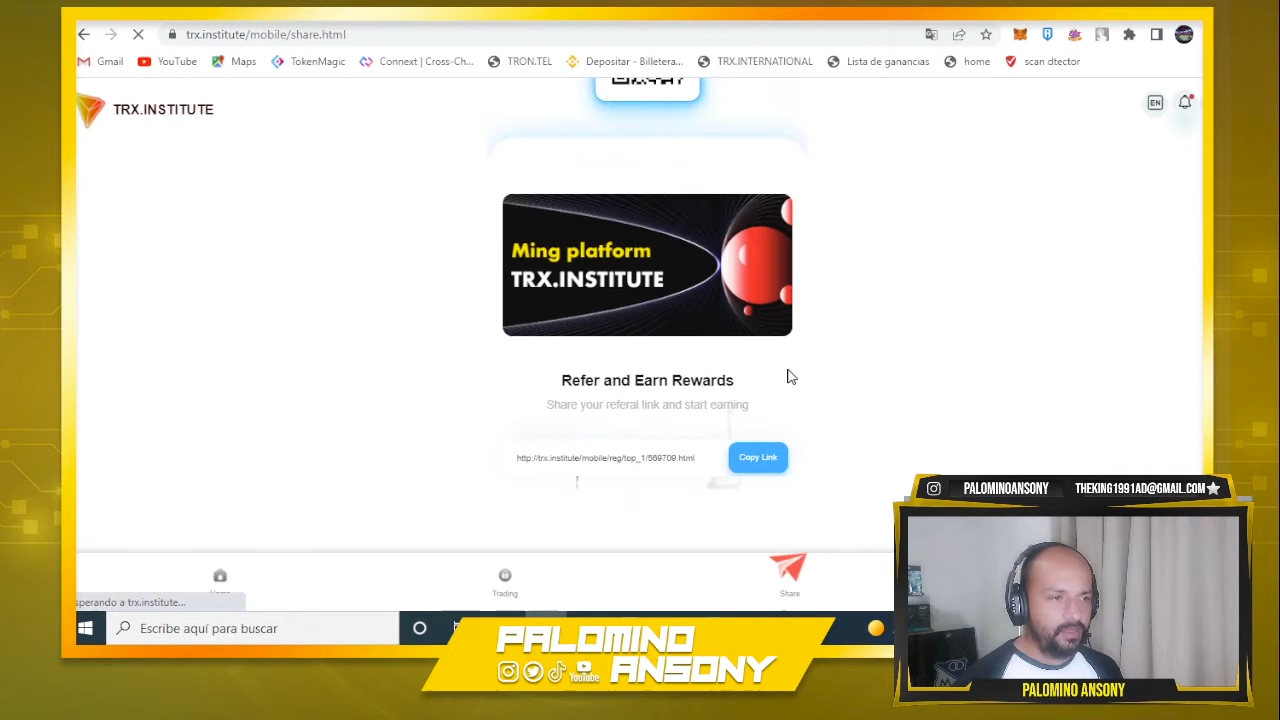 trx.institute/mobile/share.html
Gmail
YouTube
Maps
TokenMagic
Connext | Cross-Ch...
TRON.TEL
Depositar - Billetera...
TRX.INTERNATIONAL
Lista de ganancias
home
scan dtector
TRX.INSTITUTE
EN
Ming platform
TRX.INSTITUTE
Refer and Earn Rewards
Share your referal link and start earning
http://trx.institute/mobile/reg/top_1/569709.html
Copy Link
Trading
Share
sperando a trx.institute...
Escribe aquí para buscar
PALOMINOANSONY
THEKING1991AD@GMAIL.COM
PALOMINO
YouTube
ANSONY
PALOMINO ANSONY